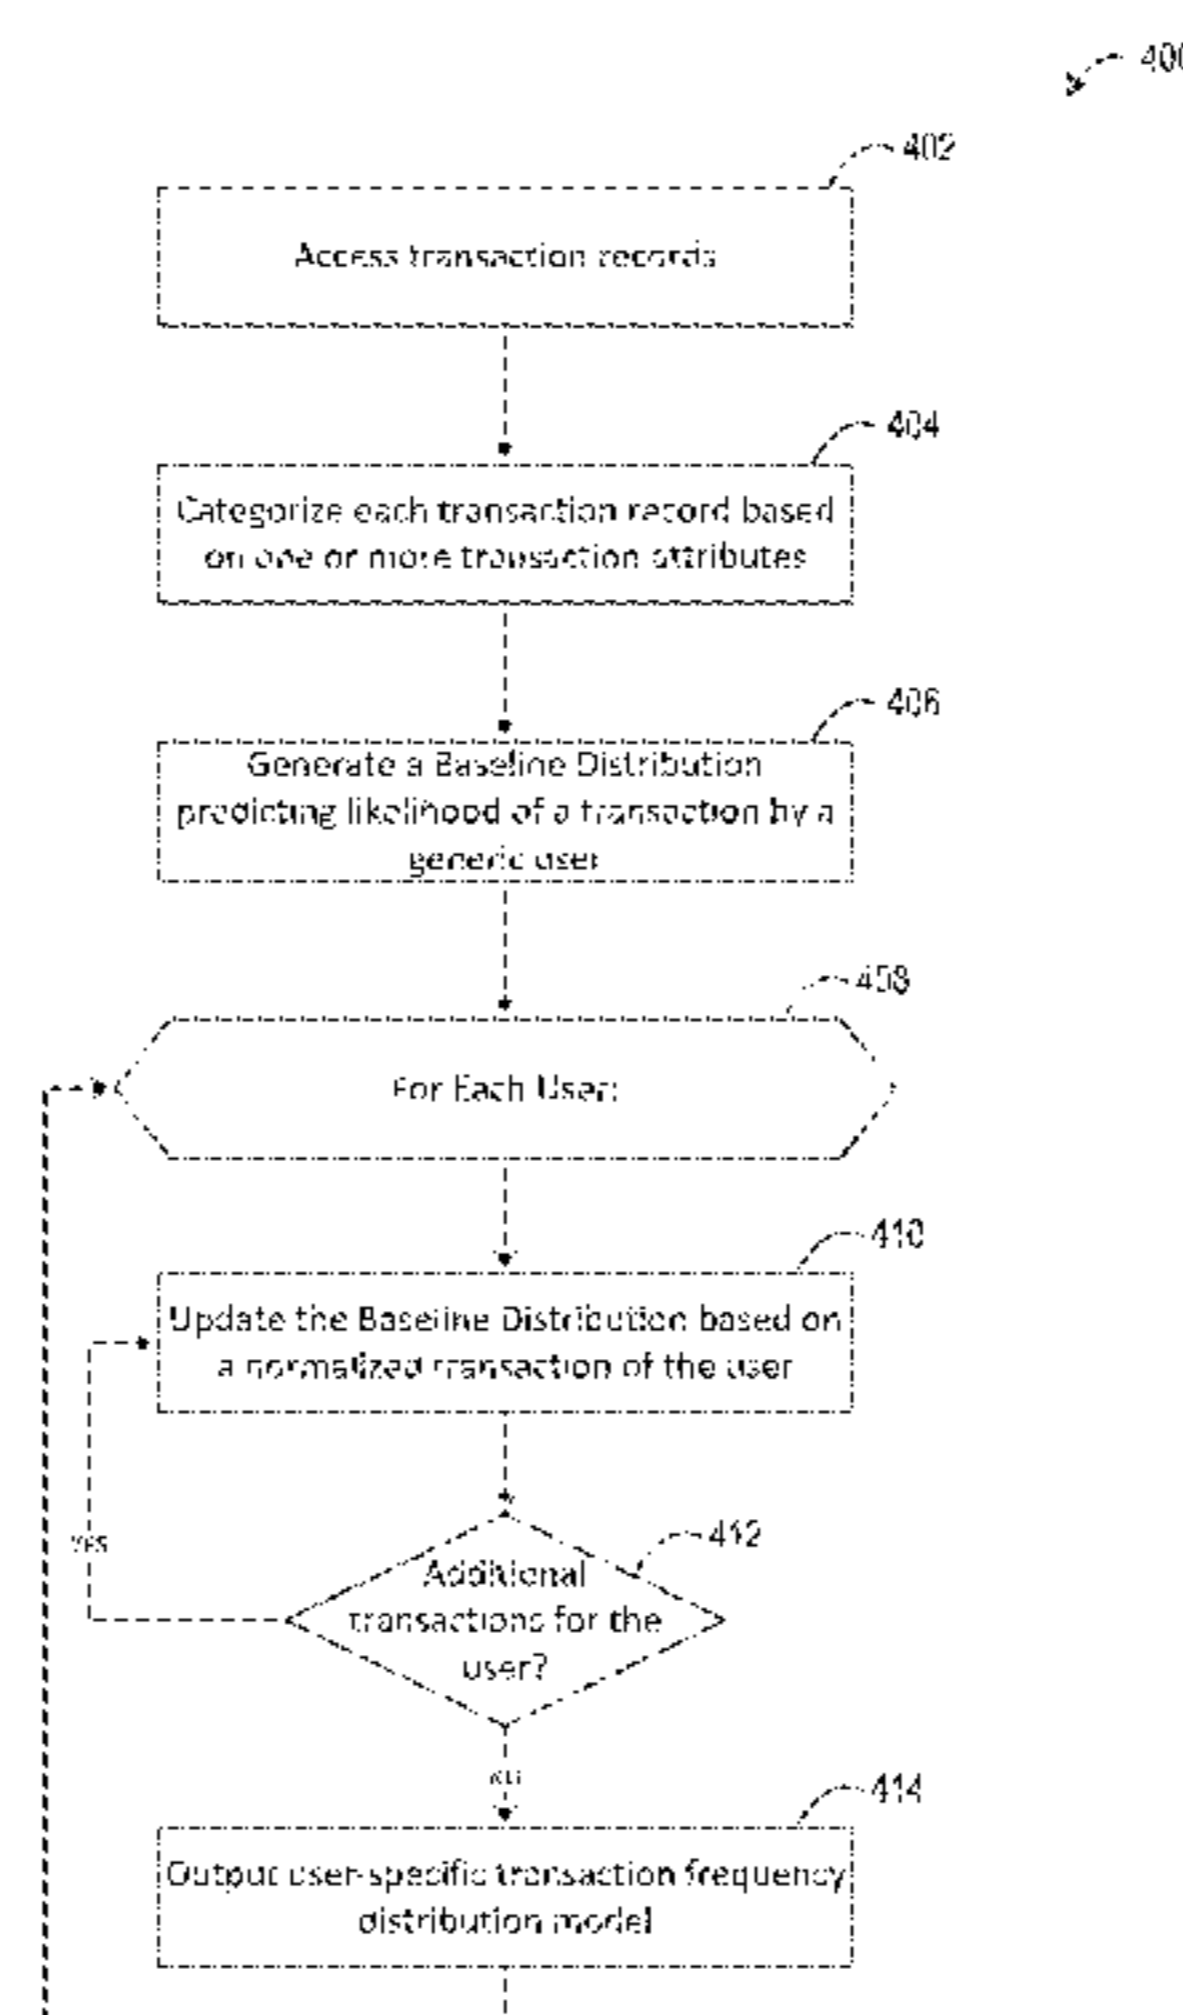 400
402
Access transaction records
404
Categorize each transaction record based
on one or more transaction attributes
406
Generate a Baseline Distribution
predicting likelihood of a transaction by a
generic user
408
For Each User:
410
Update the Baseline Distribution based on
a normalized transaction of the user
412
YES
Additional
transactions for the
user?
NO
414
Output user-specific transaction frequency
distribution model